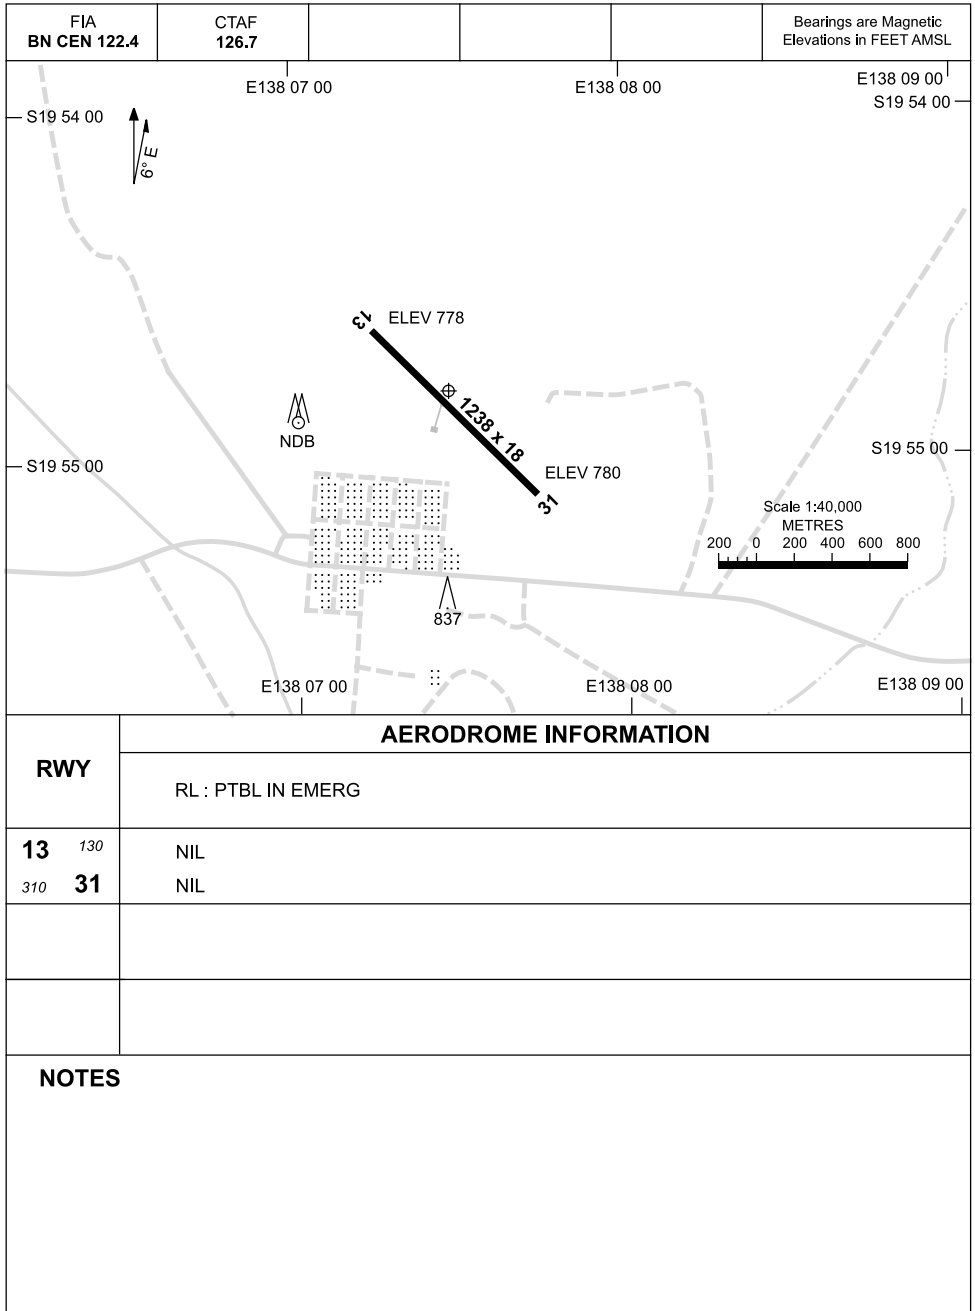 FIA
BN CEN 122.4
CTAF
126.7
Bearings are Magnetic
Elevations in FEET AMSL
E138 07 00
E138 08 00
E138 09 00
S19 54 00
S19 54 00
6° E
13
ELEV 778
1238 x 18
NDB
S19 55 00
S19 55 00
ELEV 780
31
Scale 1:40,000
METRES
200 0 200 400 600 800
837
E138 07 00
E138 08 00
E138 09 00
RWY
AERODROME INFORMATION
RL : PTBL IN EMERG
13 130 NIL
310 31 NIL
NOTES